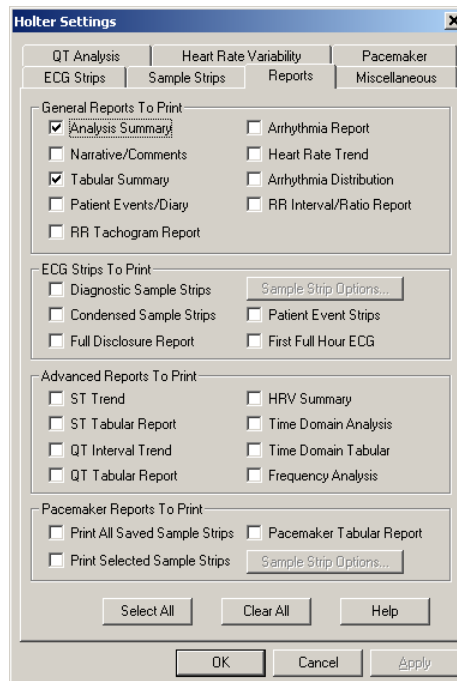 Holter Settings
QT Analysis Heart Rate Variability Pacemaker
ECG Strips Sample Strips Reports Miscellaneous
General Reports To Print
Analysis Summary Arrhythmia Report
Narrative/Comments Heart Rate Trend
Tabular Summary Arrhythmia Distribution
Patient Events/Diary RR Interval/Ratio Report
RR Tachogram Report
ECG Strips To Print
Diagnostic Sample Strips Sample Strip Options...
Condensed Sample Strips Patient Event Strips
Full Disclosure Report First Full Hour ECG
Advanced Reports To Print
ST Trend HRV Summary
ST Tabular Report Time Domain Analysis
QT Interval Trend Time Domain Tabular
QT Tabular Report Frequency Analysis
Pacemaker Reports To Print
Print All Saved Sample Strips Pacemaker Tabular Report
Print Selected Sample Strips Sample Strip Options...
Select All Clear All Help
OK Cancel Apply